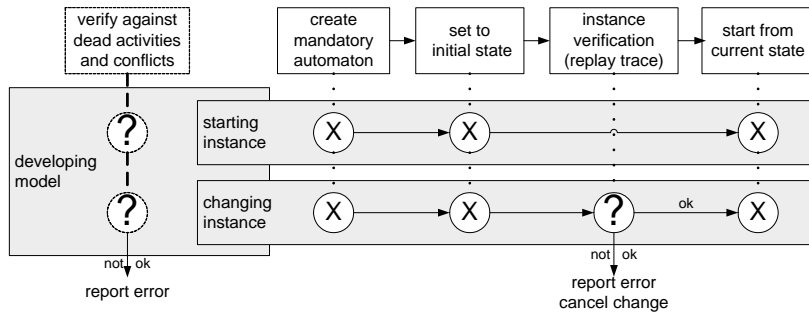 verify against
dead activities
and conflicts
create
mandatory
automaton
set to
initial state
instance
verification
(replay trace)
start from
current state
developing
model
?
?
starting
instance
X
X
X
changing
instance
X
X
?
ok
X
not ok
report error
not ok
report error
cancel change